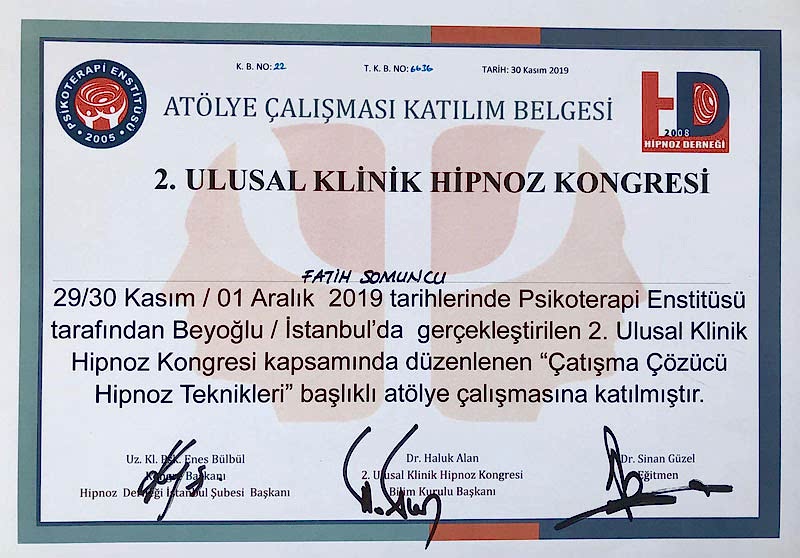 K. B. NO: 22 T. K. B. NO: 6636 TARİH: 30 Kasım 2019
PSİKOTERAPİ ENSTİTÜSÜ
• 2005 •
ATÖLYE ÇALIŞMASI KATILIM BELGESİ
HD
2008
HİPNOZ DERNEĞİ
2. ULUSAL KLİNİK HİPNOZ KONGRESİ
FATİH SOMUNCU
29/30 Kasım / 01 Aralık 2019 tarihlerinde Psikoterapi Enstitüsü
tarafından Beyoğlu / İstanbul’da gerçekleştirilen 2. Ulusal Klinik
Hipnoz Kongresi kapsamında düzenlenen “Çatışma Çözücü
Hipnoz Teknikleri” başlıklı atölye çalışmasına katılmıştır.
Uz. Kl. Psk. Enes Bülbül
Kongre Başkanı
Hipnoz Derneği İstanbul Şubesi Başkanı
Dr. Haluk Alan
2. Ulusal Klinik Hipnoz Kongresi
Bilim Kurulu Başkanı
Dr. Sinan Güzel
Eğitmen